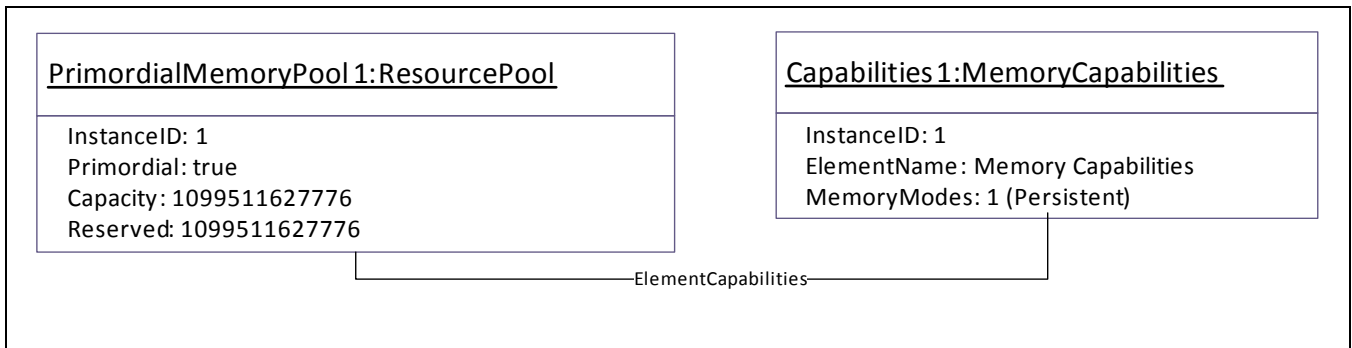 PrimordialMemoryPool 1:ResourcePool
InstanceID: 1
Primordial: true
Capacity: 1099511627776
Reserved: 1099511627776
Capabilities 1:MemoryCapabilities
InstanceID: 1
ElementName: Memory Capabilities
MemoryModes: 1 (Persistent)
ElementCapabilities